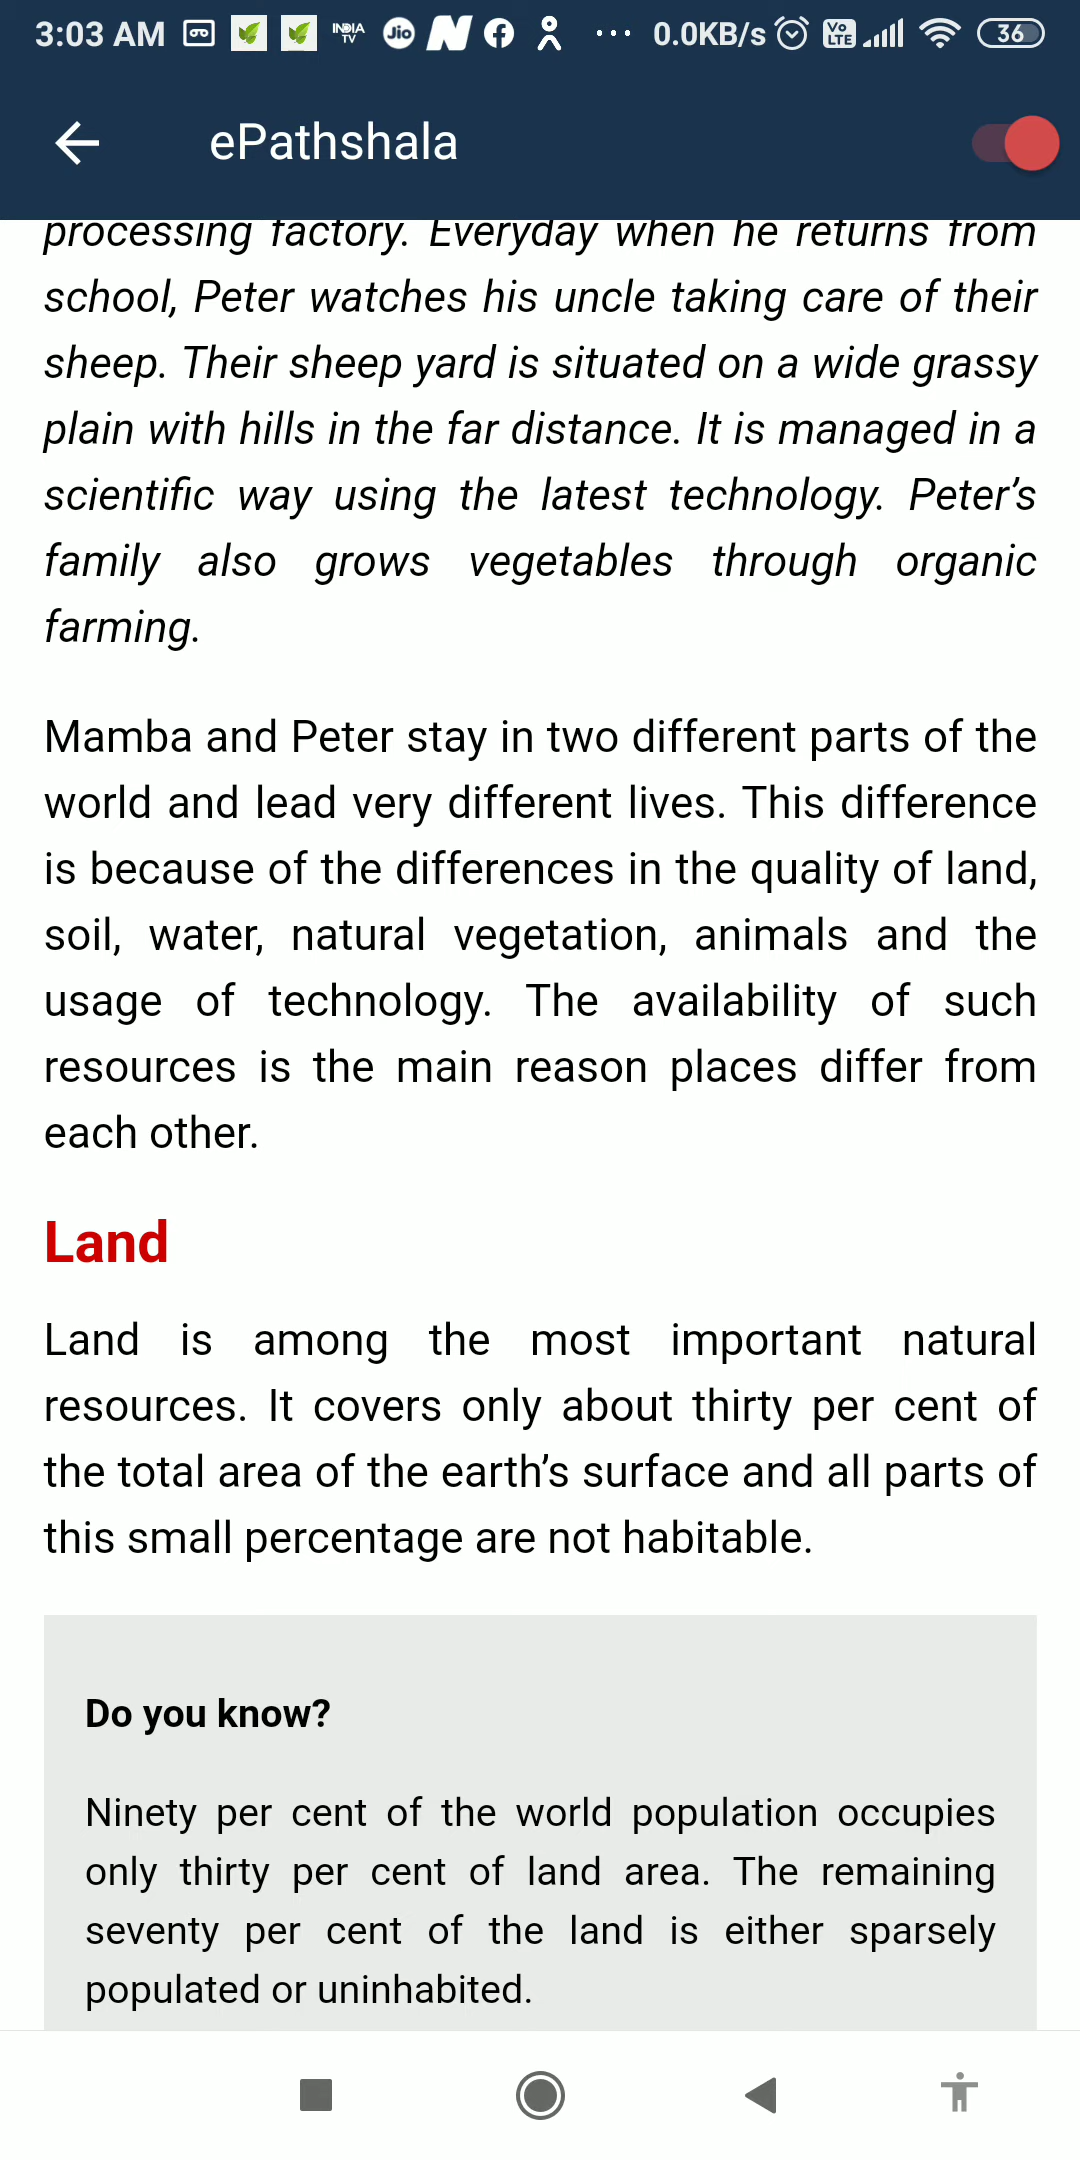 3:03 AM INDIA TV Jio N f ... 0.0KB/s Vo LTE 36
ePathshala
processing factory. Everyday when he returns from
school, Peter watches his uncle taking care of their
sheep. Their sheep yard is situated on a wide grassy
plain with hills in the far distance. It is managed in a
scientific way using the latest technology. Peter’s
family also grows vegetables through organic
farming.
Mamba and Peter stay in two different parts of the
world and lead very different lives. This difference
is because of the differences in the quality of land,
soil, water, natural vegetation, animals and the
usage of technology. The availability of such
resources is the main reason places differ from
each other.
Land
Land is among the most important natural
resources. It covers only about thirty per cent of
the total area of the earth’s surface and all parts of
this small percentage are not habitable.
Do you know?
Ninety per cent of the world population occupies
only thirty per cent of land area. The remaining
seventy per cent of the land is either sparsely
populated or uninhabited.